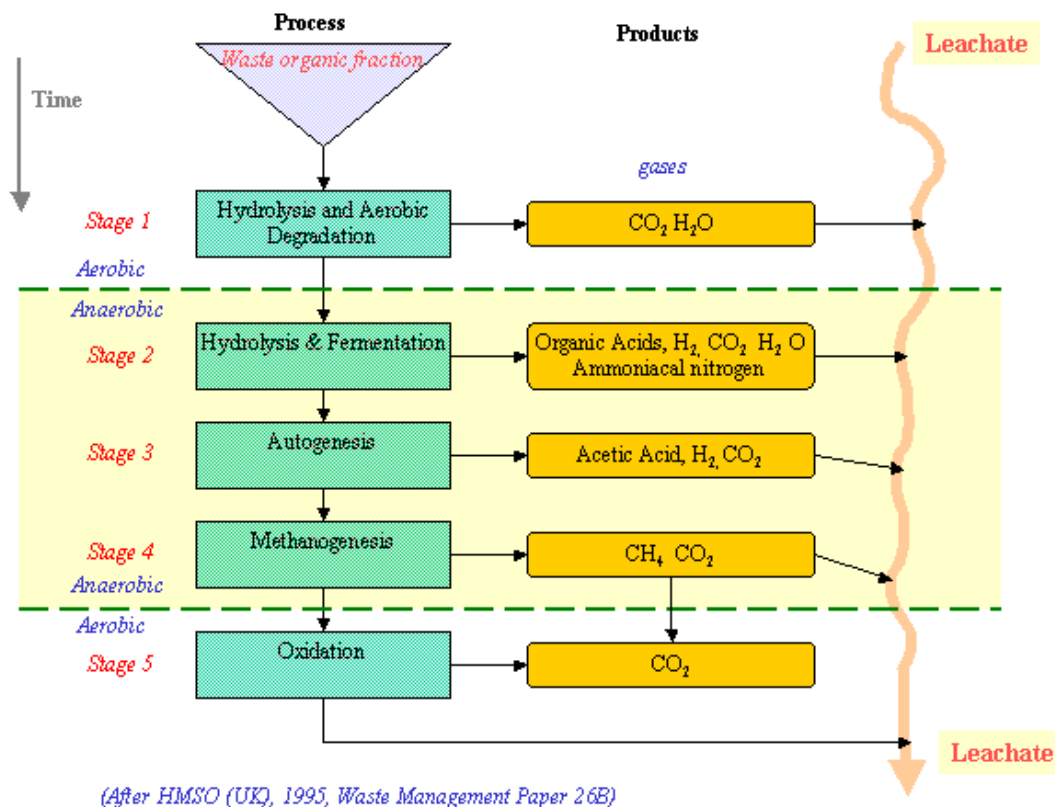 Process
Products
Leachate
Waste organic fraction
Time
gases
Stage 1
Hydrolysis and Aerobic
Degradation
CO₂ H₂O
Aerobic
Anaerobic
Stage 2
Hydrolysis & Fermentation
Organic Acids, H₂, CO₂ H₂ O
Ammoniacal nitrogen
Stage 3
Autogenesis
Acetic Acid, H₂, CO₂
Stage 4
Methanogenesis
CH₄ CO₂
Anaerobic
Aerobic
Stage 5
Oxidation
CO₂
Leachate
(After HMSO (UK), 1995, Waste Management Paper 26B)